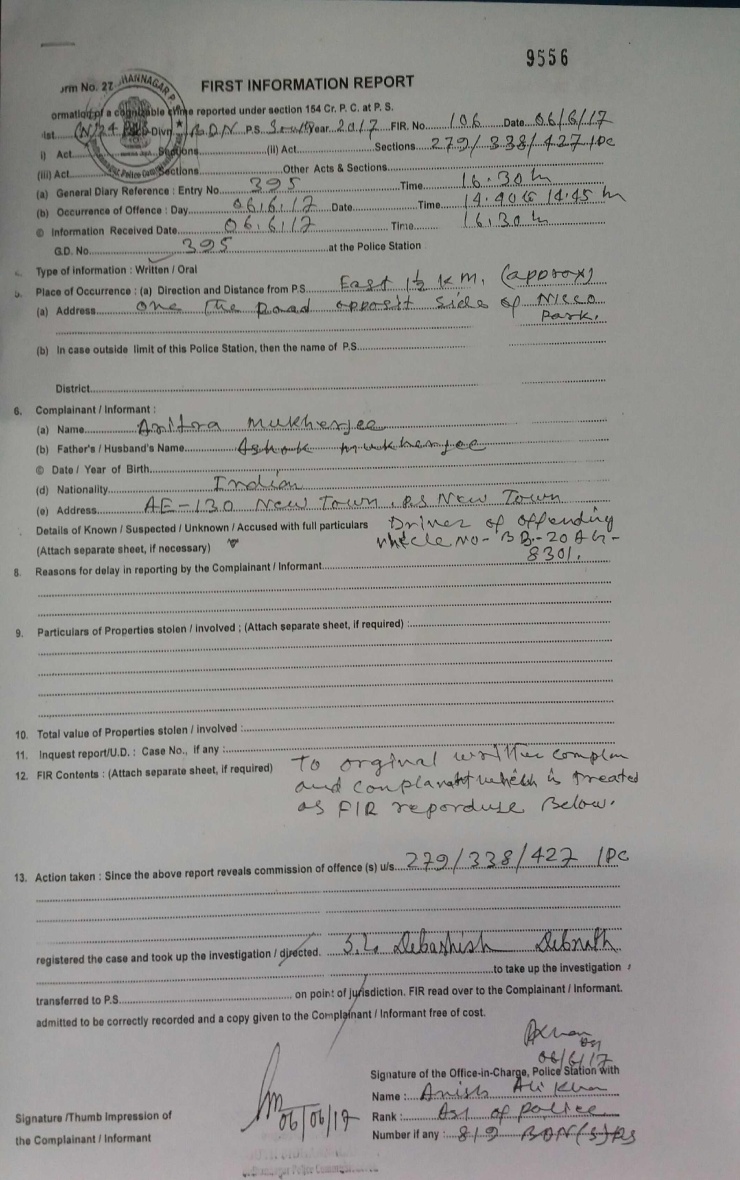 9556
orm No. 27
FIRST INFORMATION REPORT
ormation of a cognizable crime reported under section 154 Cr. P. C. at P. S.
ist. Divn. BDN P.S. Year 2017 FIR. No 106 Date 06/6/17
i) Act Sections (ii) Act Sections 279/338/427 IPC
(iii) Act Sections Other Acts & Sections
(a) General Diary Reference : Entry No 395 Time 16.30 h
(b) Occurrence of Offence : Day 06.6.17 Date Time 14.40 to 14.45 h
© Information Received Date 06.6.17 Time 16.30 h
G.D. No 395 at the Police Station
Type of information : Written / Oral
Place of Occurrence : (a) Direction and Distance from P.S. East 1½ KM. (approx)
(a) Address one the road opposit side of Nicco
Park.
(b) In case outside limit of this Police Station, then the name of P.S
District
6. Complainant / Informant :
(a) Name Mukherjee
(b) Father's / Husband's Name Ashok Mukherjee
© Date / Year of Birth
(d) Nationality Indian
(e) Address AE-130 New Town, P.S New Town
Details of Known / Suspected / Unknown / Accused with full particulars Driver of offending
(Attach separate sheet, if necessary) vhicle no-
8301.
8. Reasons for delay in reporting by the Complainant / Informant
9. Particulars of Properties stolen / involved ; (Attach separate sheet, if required) :
10. Total value of Properties stolen / involved :
11. Inquest report/U.D. : Case No., if any :
12. FIR Contents : (Attach separate sheet, if required) To orginal written complan
and which is treated
as FIR reporduse Below.
13. Action taken : Since the above report reveals commission of offence (s) u/s 279/338/427 IPC
registered the case and took up the investigation / directed. S.I. Debashish Debnath
to take up the investigation
transferred to P.S on point of jurisdiction. FIR read over to the Complainant / Informant.
admitted to be correctly recorded and a copy given to the Complainant / Informant free of cost.
06/6/17
Signature of the Office-in-Charge, Police Station with
Name : Anish Ali Khan
06/06/17
Rank : ASI of police
Signature /Thumb Impression of
the Complainant / Informant
Number if any : 819 BDN(S)PS